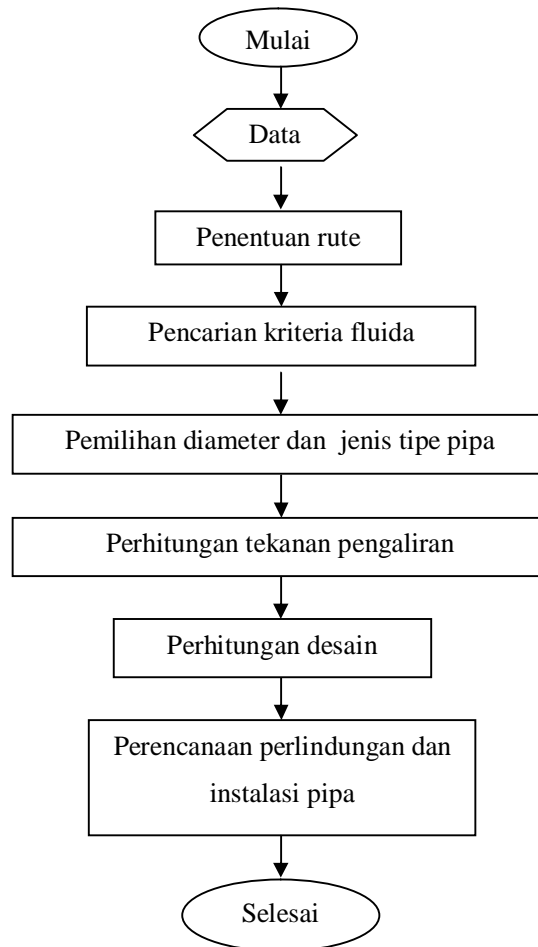 Mulai
Data
Penentuan rute
Pencarian kriteria fluida
Pemilihan diameter dan jenis tipe pipa
Perhitungan tekanan pengaliran
Perhitungan desain
Perencanaan perlindungan dan
instalasi pipa
Selesai